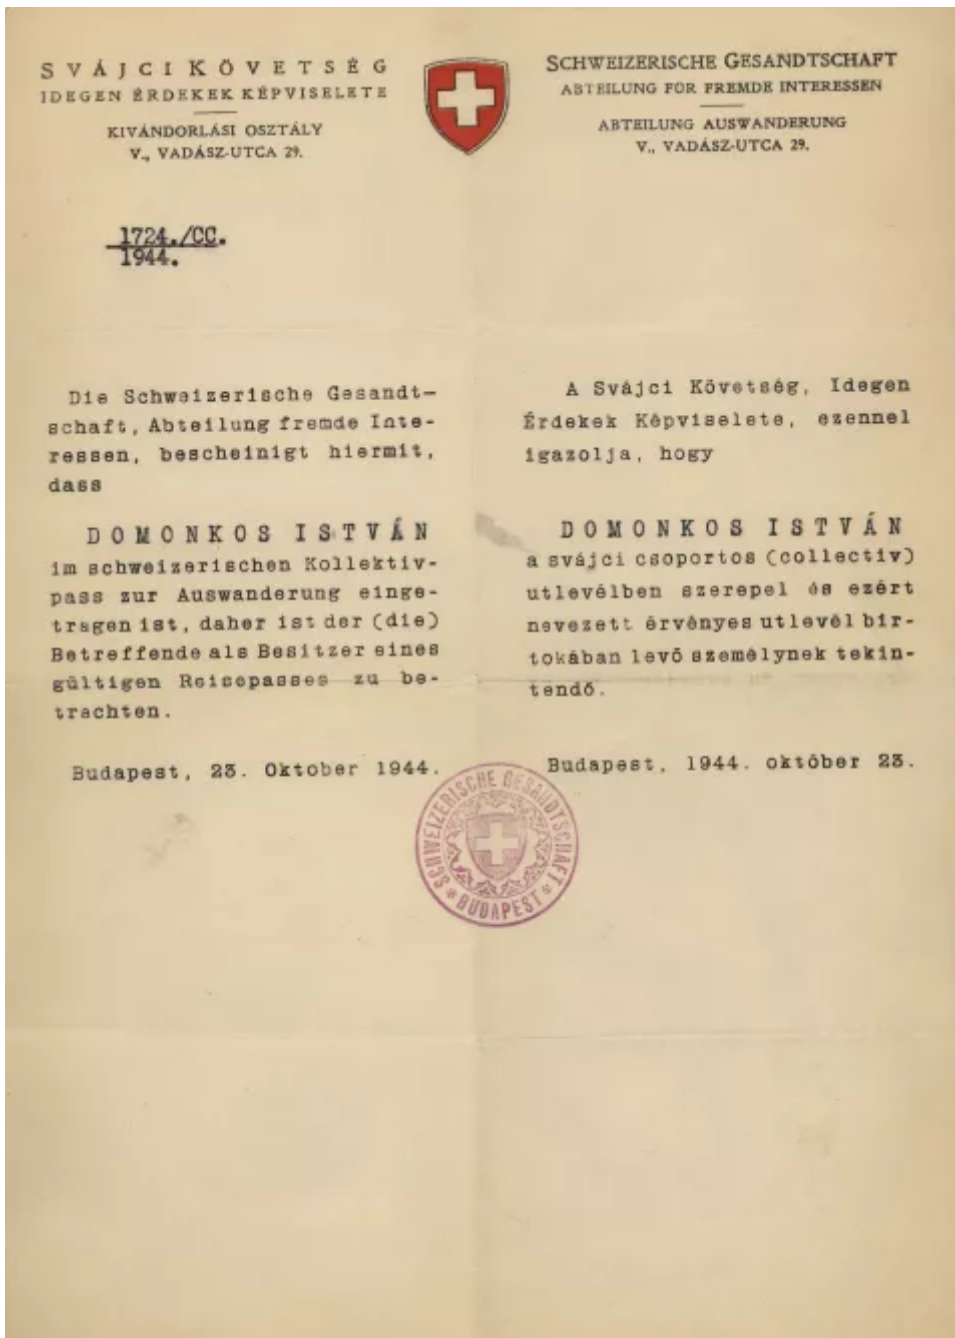 SVÁJCI KÖVETSÉG
IDEGEN ÉRDEKEK KÉPVISELETE
KIVÁNDORLÁSI OSZTÁLY
V., VADÁSZ-UTCA 29.
SCHWEIZERISCHE GESANDTSCHAFT
ABTEILUNG FÜR FREMDE INTERESSEN
ABTEILUNG AUSWANDERUNG
V., VADÁSZ-UTCA 29.
1724./CC.
1944.
Die Schweizerische Gesandt-
schaft, Abteilung fremde Inte-
ressen, bescheinigt hiermit,
dass
DOMONKOS ISTVÁN
im schweizerischen Kollektiv-
pass zur Auswanderung einge-
tragen ist, daher ist der (die)
Betreffende als Besitzer eines
gültigen Reisepasses zu be-
trachten.
Budapest, 23. Oktober 1944.
A Svájci Követség, Idegen
Érdekek Képviselete, ezennel
igazolja, hogy
DOMONKOS ISTVÁN
a svájci csoportos (collectiv)
utlevélben szerepel és ezért
nevezett érvényes utlevél bir-
tokában levő személynek tekin-
tendő.
Budapest, 1944. október 23.
SCHWEIZERISCHE GESANDTSCHAFT
* BUDAPEST *